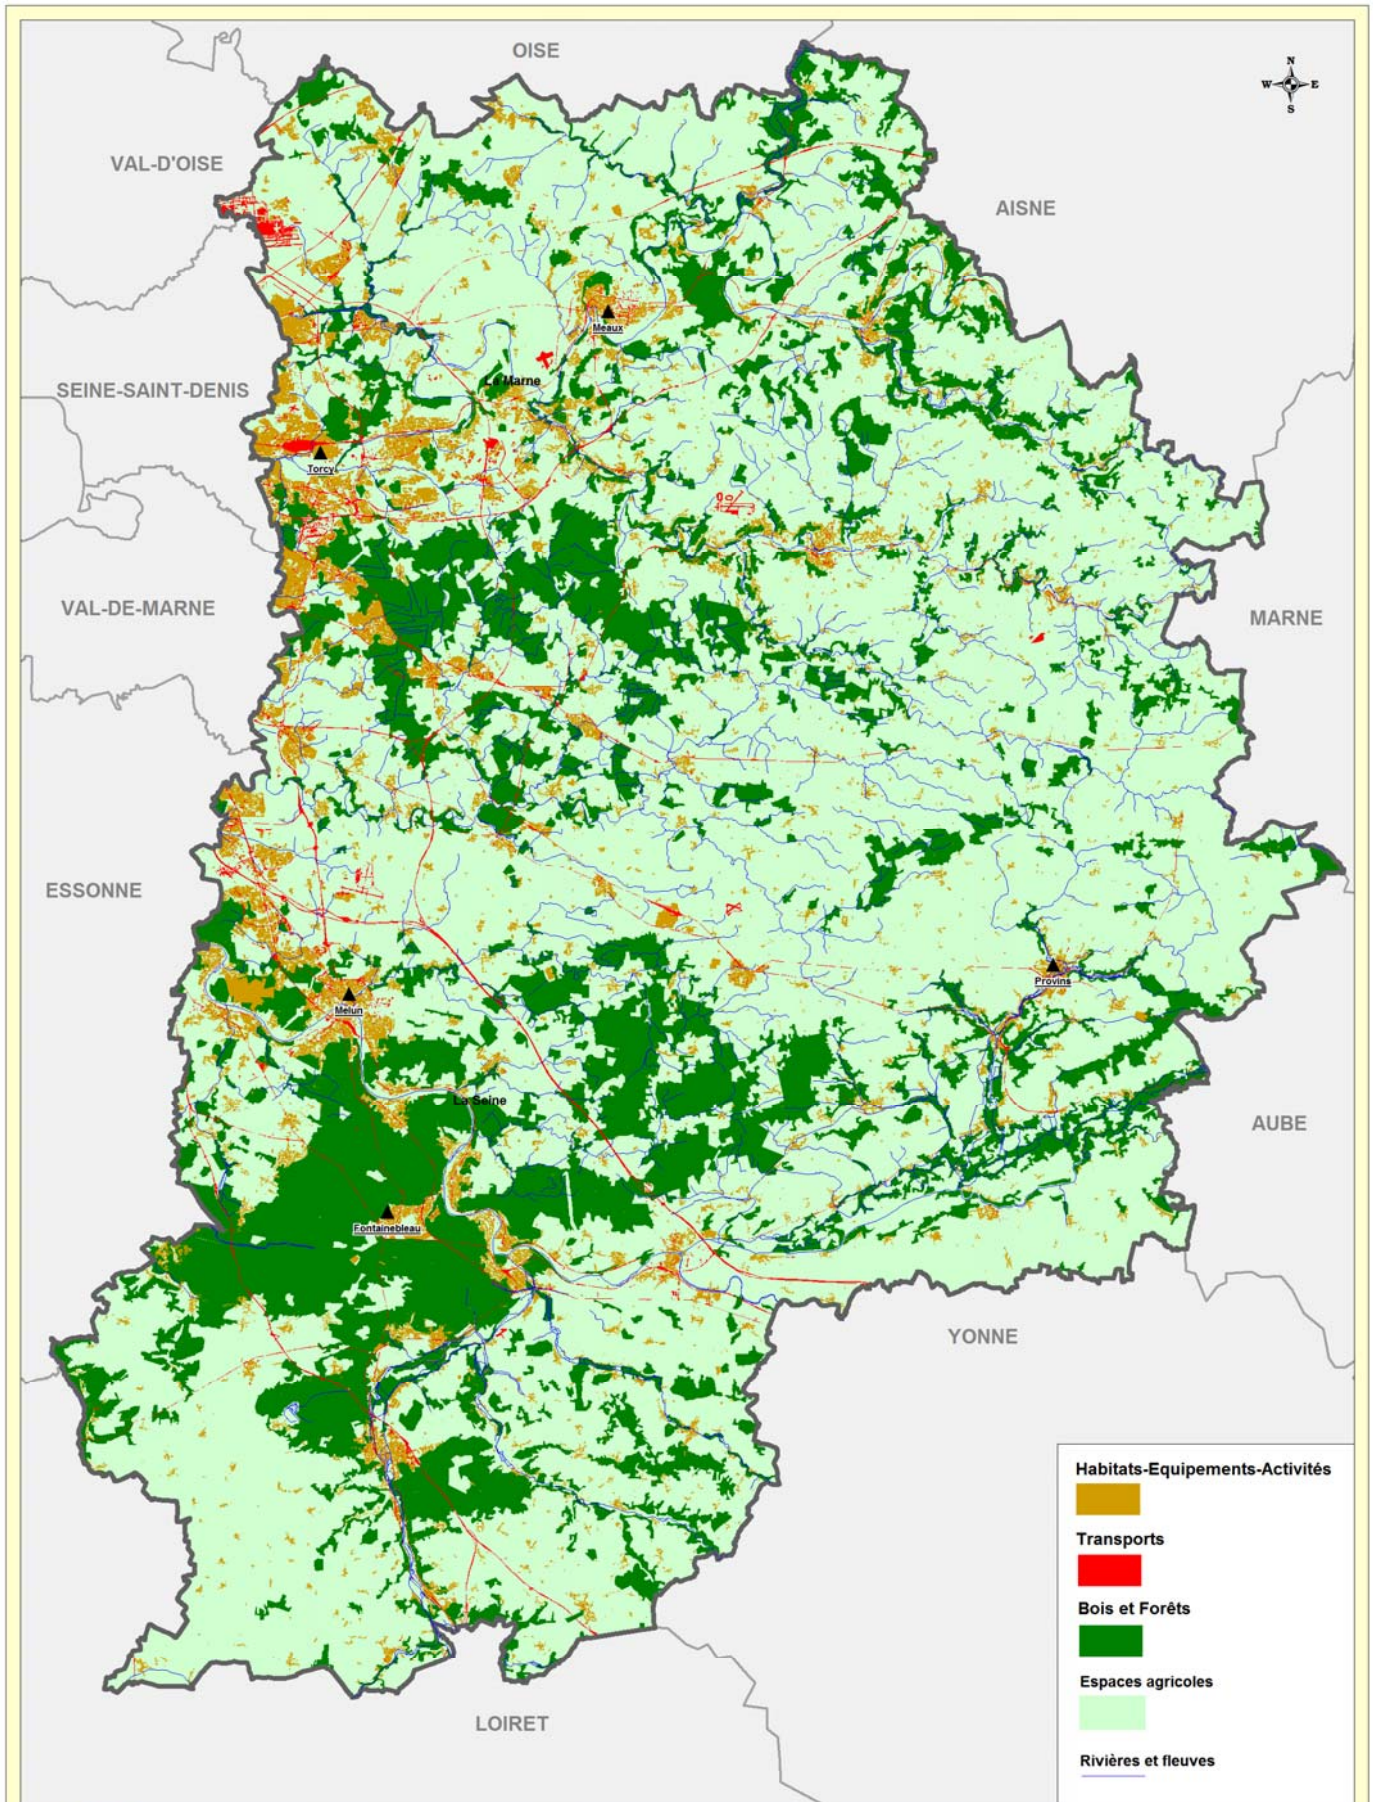 OISE
N
W E
S
VAL-D'OISE
AISNE
Meaux
SEINE-SAINT-DENIS
La Marne
Torcy
VAL-DE-MARNE
MARNE
ESSONNE
Provins
Melun
La Seine
AUBE
Fontainebleau
YONNE
Habitats-Equipements-Activités
Transports
Bois et Forêts
Espaces agricoles
LOIRET
Rivières et fleuves